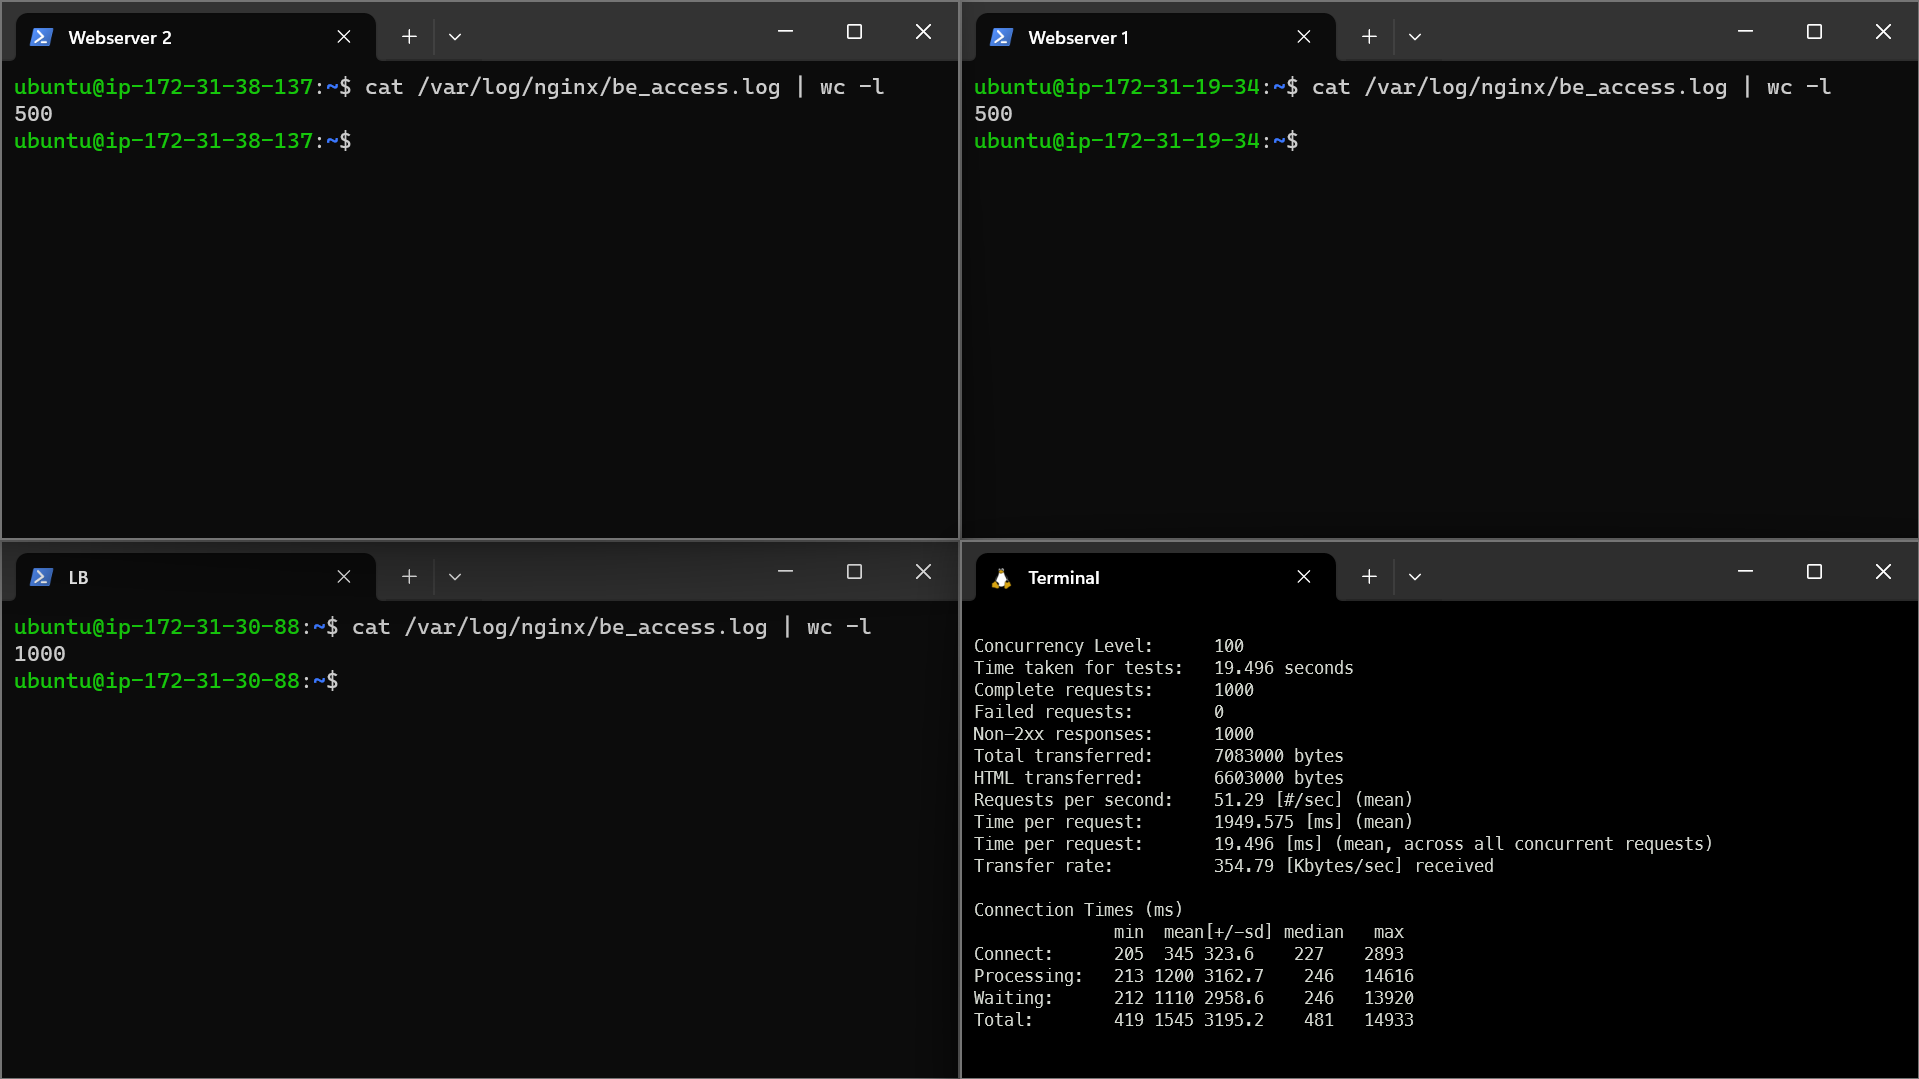 Webserver 2
ubuntu@ip-172-31-38-137:~$ cat /var/log/nginx/be_access.log | wc -l
500
ubuntu@ip-172-31-38-137:~$
Webserver 1
ubuntu@ip-172-31-19-34:~$ cat /var/log/nginx/be_access.log | wc -l
500
ubuntu@ip-172-31-19-34:~$
LB
ubuntu@ip-172-31-30-88:~$ cat /var/log/nginx/be_access.log | wc -l
1000
ubuntu@ip-172-31-30-88:~$
Terminal
Concurrency Level:      100
Time taken for tests:   19.496 seconds
Complete requests:      1000
Failed requests:        0
Non-2xx responses:      1000
Total transferred:      7083000 bytes
HTML transferred:       6603000 bytes
Requests per second:    51.29 [#/sec] (mean)
Time per request:       1949.575 [ms] (mean)
Time per request:       19.496 [ms] (mean, across all concurrent requests)
Transfer rate:          354.79 [Kbytes/sec] received
Connection Times (ms)
              min  mean[+/-sd] median   max
Connect:      205  345 323.6    227    2893
Processing:   213 1200 3162.7    246   14616
Waiting:      212 1110 2958.6    246   13920
Total:        419 1545 3195.2    481   14933